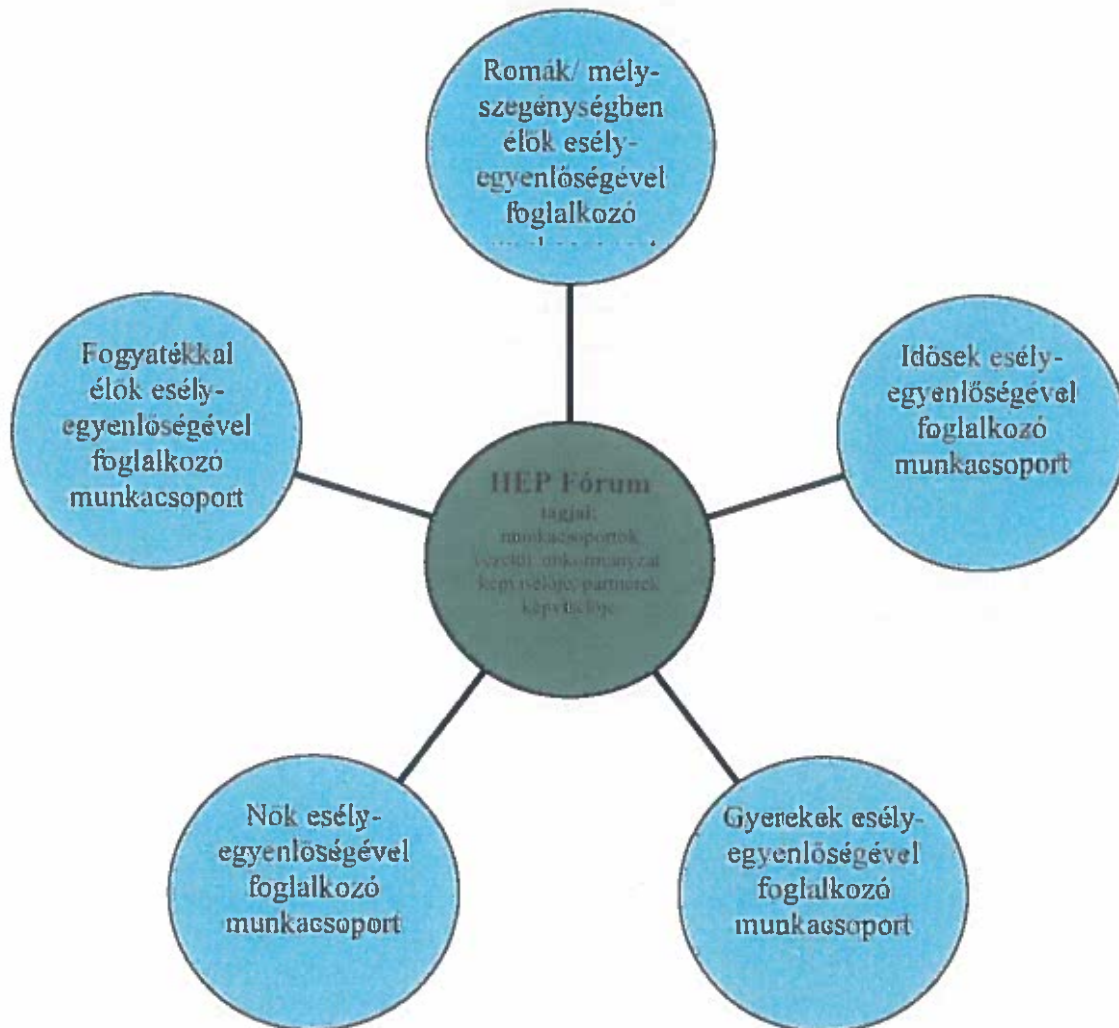 Romák/ mély-
szegénységben
élők esély-
egyenlőségével
foglalkozó
Fogyatékkal
élők esély-
egyenlőségével
foglalkozó
munkacsoport
Idősek esély-
egyenlőségével
foglalkozó
munkacsoport
HEP Fórum
tagjai:
munkacsoportok
vezetői, önkormányzat
képviselője, partnerek
képviselője
Nők esély-
egyenlőségével
foglalkozó
munkacsoport
Gyerekek esély-
egyenlőségével
foglalkozó
munkacsoport